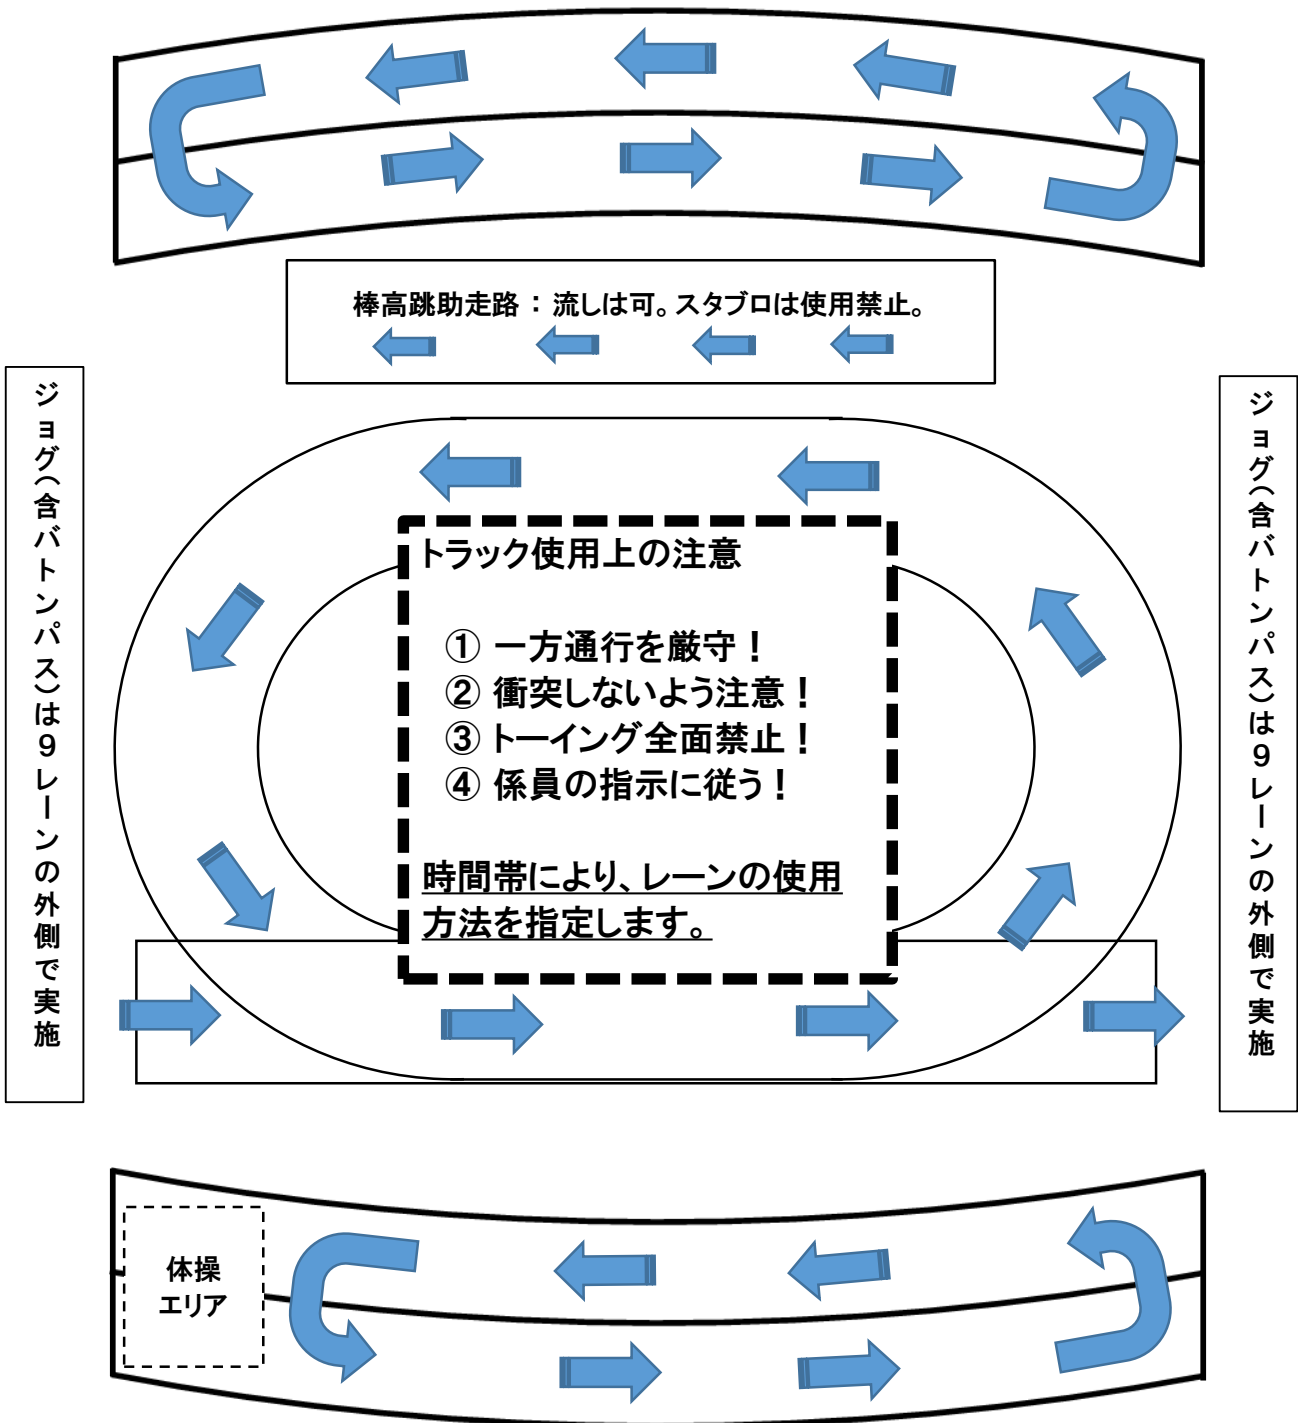 棒高跳助走路：流しは可。スタブロは使用禁止。
ジョグ(含バトンパス)は９レーンの外側で実施
ジョグ(含バトンパス)は９レーンの外側で実施
トラック使用上の注意
① 一方通行を厳守！
② 衝突しないよう注意！
③ トーイング全面禁止！
④ 係員の指示に従う！
時間帯により、レーンの使用
方法を指定します。
体操
エリア